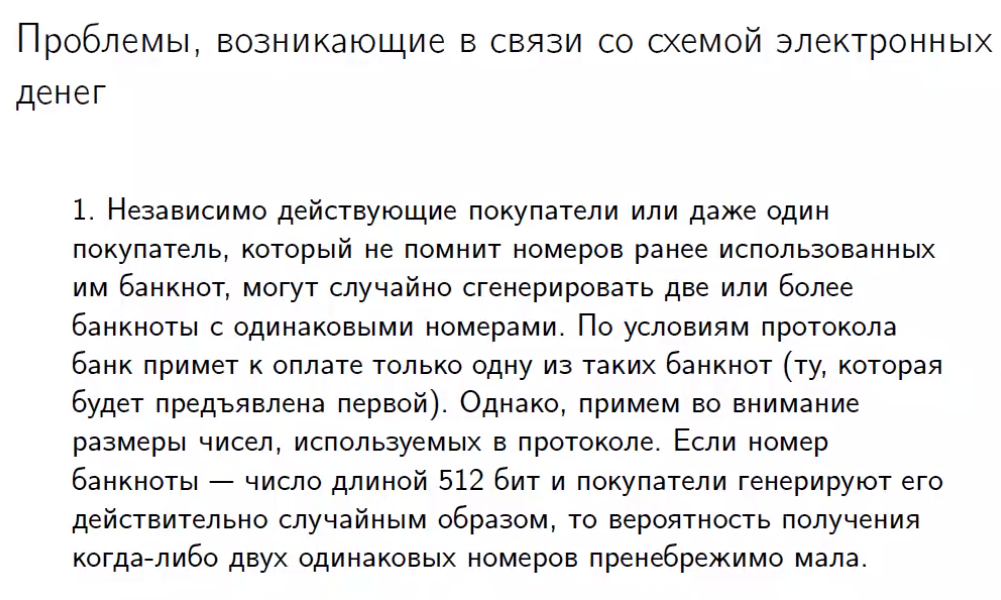 Проблемы, возникающие в связи со схемой электронных
денег
1. Независимо действующие покупатели или даже один
покупатель, который не помнит номеров ранее использованных
им банкнот, могут случайно сгенерировать две или более
банкноты с одинаковыми номерами. По условиям протокола
банк примет к оплате только одну из таких банкнот (ту, которая
будет предъявлена первой). Однако, примем во внимание
размеры чисел, используемых в протоколе. Если номер
банкноты — число длиной 512 бит и покупатели генерируют его
действительно случайным образом, то вероятность получения
когда-либо двух одинаковых номеров пренебрежимо мала.